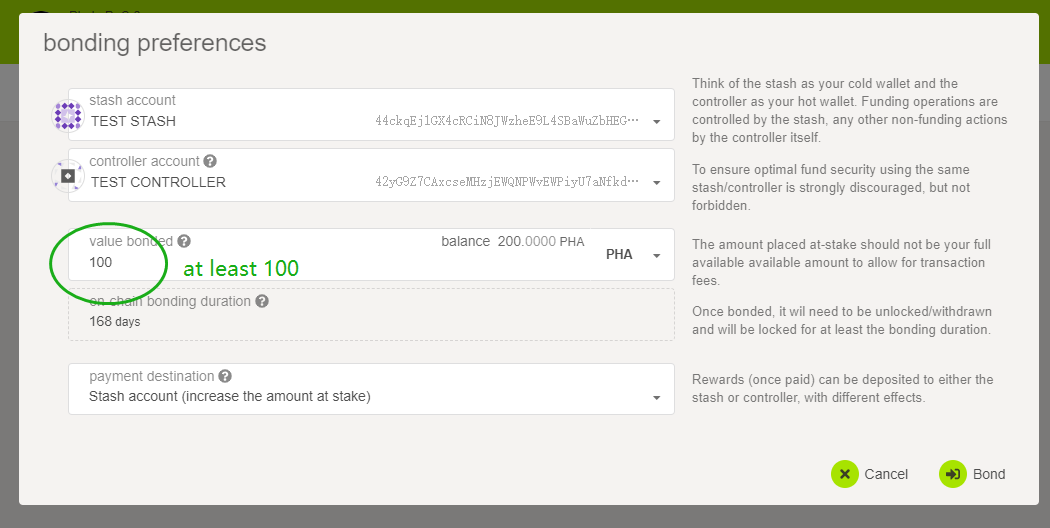 bonding preferences
stash account
TEST STASH
44ckqEj1GX4cRCiN8JWzheE9L4SBaWuZbHEG⋯
Think of the stash as your cold wallet and the
controller as your hot wallet. Funding operations are
controlled by the stash, any other non-funding actions
by the controller itself.
controller account
TEST CONTROLLER
42yG9Z7CAxcseMHzjEWQNPWvEWPiyU7aNfkd⋯
To ensure optimal fund security using the same
stash/controller is strongly discouraged, but not
forbidden.
value bonded
100
balance 200.0000 PHA
PHA
at least 100
The amount placed at-stake should not be your full
available available amount to allow for transaction
fees.
on-chain bonding duration
168 days
Once bonded, it wil need to be unlocked/withdrawn
and will be locked for at least the bonding duration.
payment destination
Stash account (increase the amount at stake)
Rewards (once paid) can be deposited to either the
stash or controller, with different effects.
Cancel
Bond